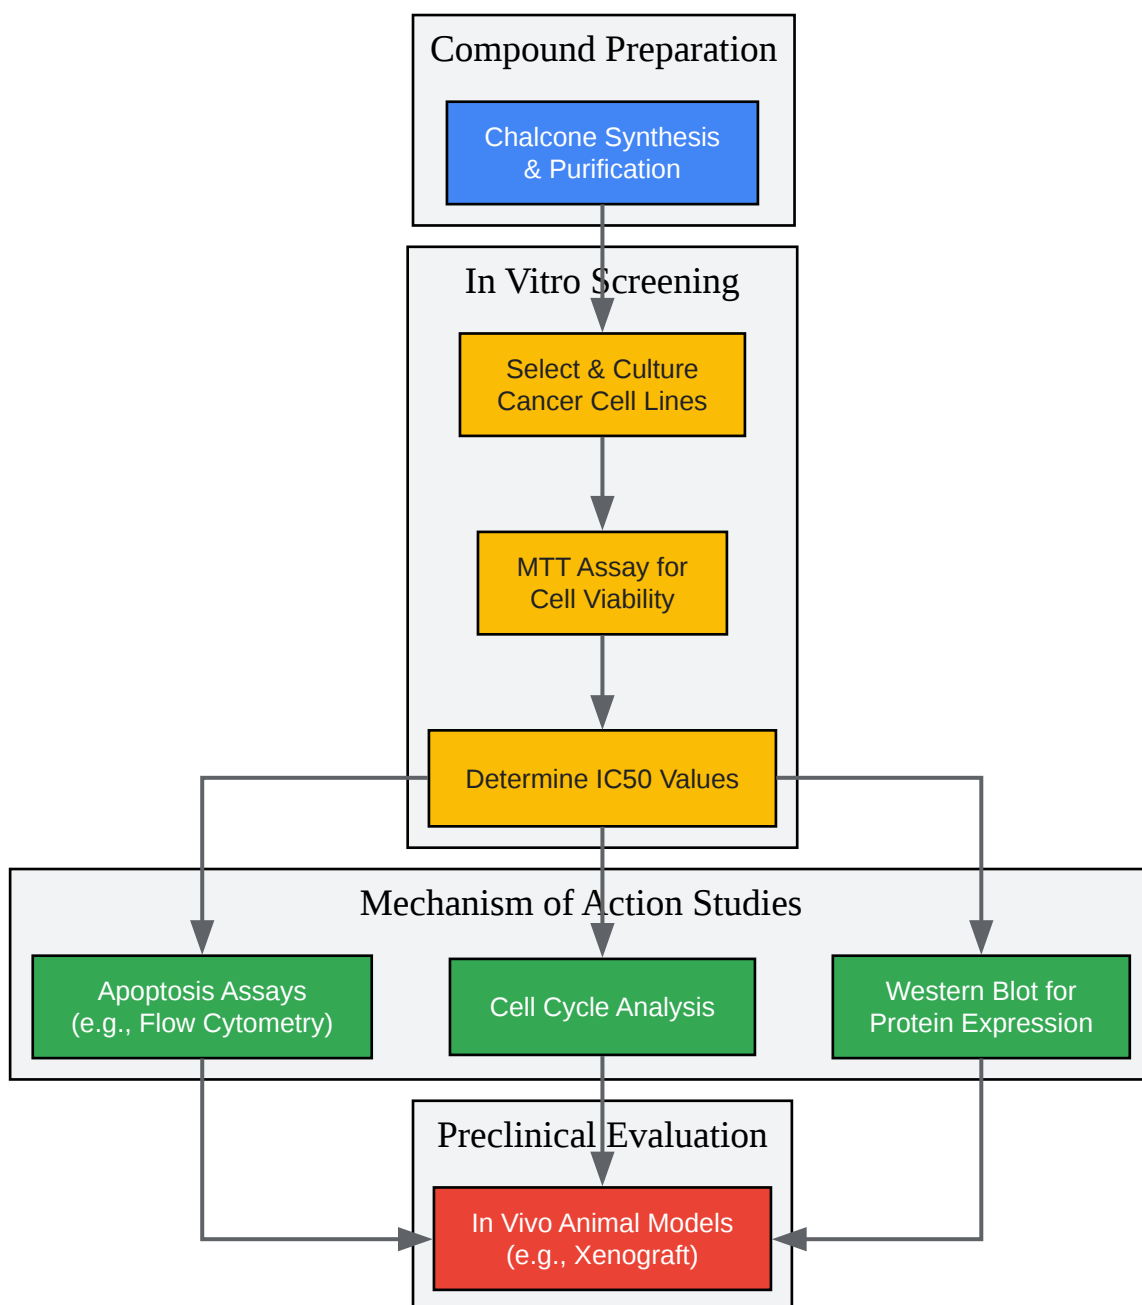 Compound Preparation
Chalcone Synthesis
& Purification
In Vitro Screening
Select & Culture
Cancer Cell Lines
MTT Assay for
Cell Viability
Determine IC50 Values
Mechanism of Action Studies
Apoptosis Assays
(e.g., Flow Cytometry)
Cell Cycle Analysis
Western Blot for
Protein Expression
Preclinical Evaluation
In Vivo Animal Models
(e.g., Xenograft)